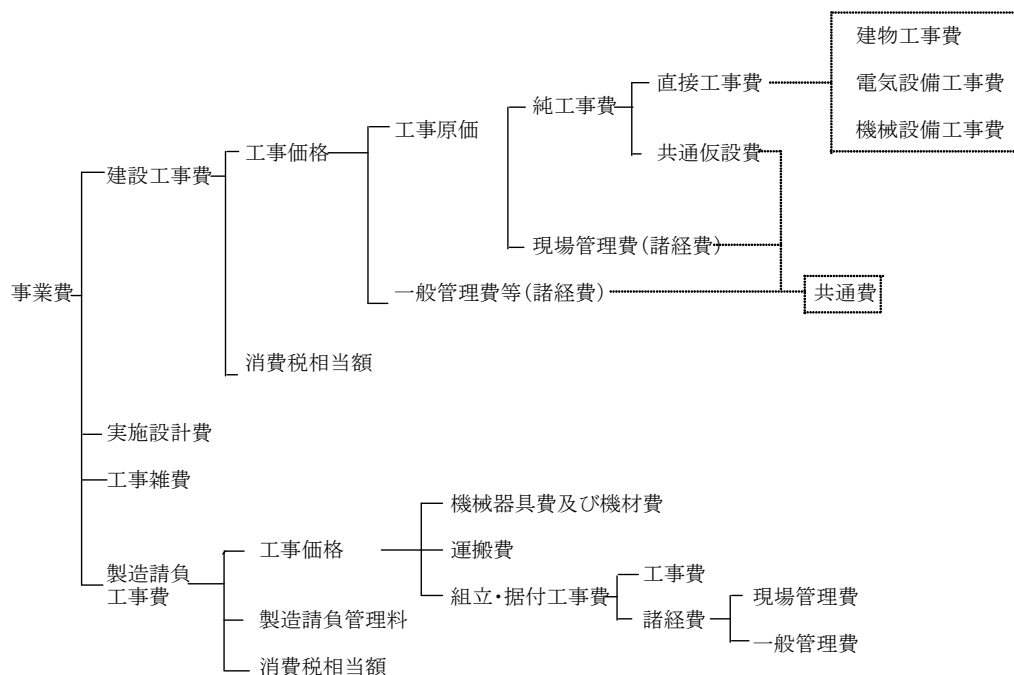 事業費
建設工事費
工事価格
工事原価
純工事費
直接工事費
建物工事費
電気設備工事費
機械設備工事費
共通仮設費
現場管理費(諸経費)
一般管理費等(諸経費)
共通費
消費税相当額
実施設計費
工事雑費
製造請負
工事費
工事価格
機械器具費及び機材費
運搬費
組立・据付工事費
工事費
諸経費
現場管理費
一般管理費
製造請負管理料
消費税相当額